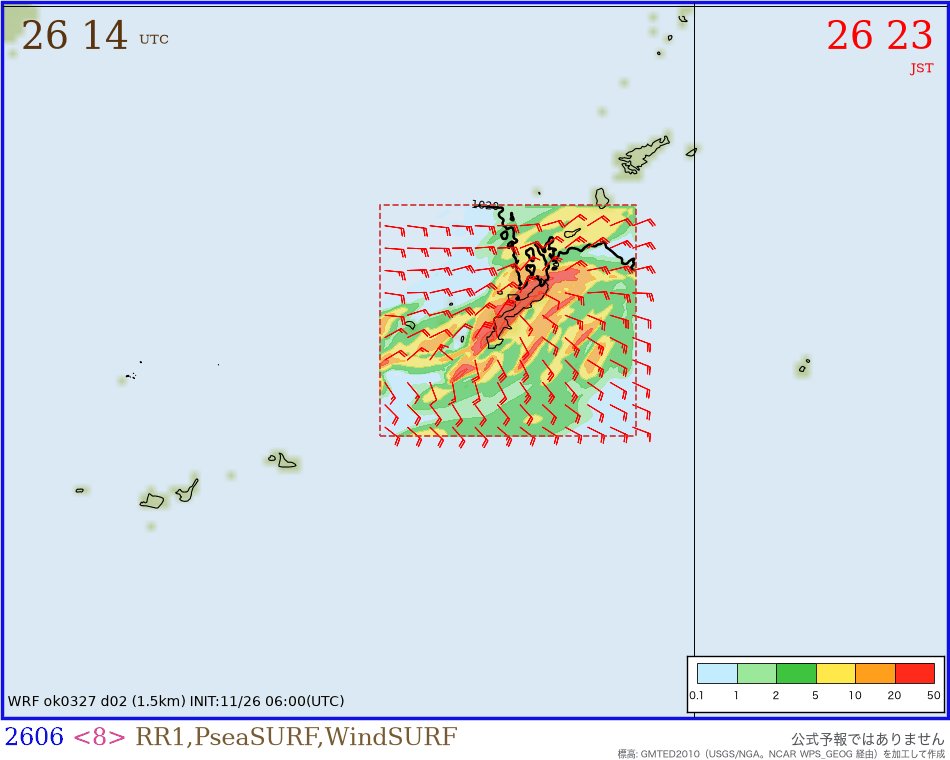 26 14 UTC
26 23
JST
1020
WRF ok0327 d02 (1.5km) INIT:11/26 06:00(UTC)
0.1 1 2 5 10 20 50
2606 <8> RR1,PseaSURF,WindSURF
公式予報ではありません
標高: GMTED2010（USGS/NGA。NCAR WPS_GEOG 経由）を加工して作成